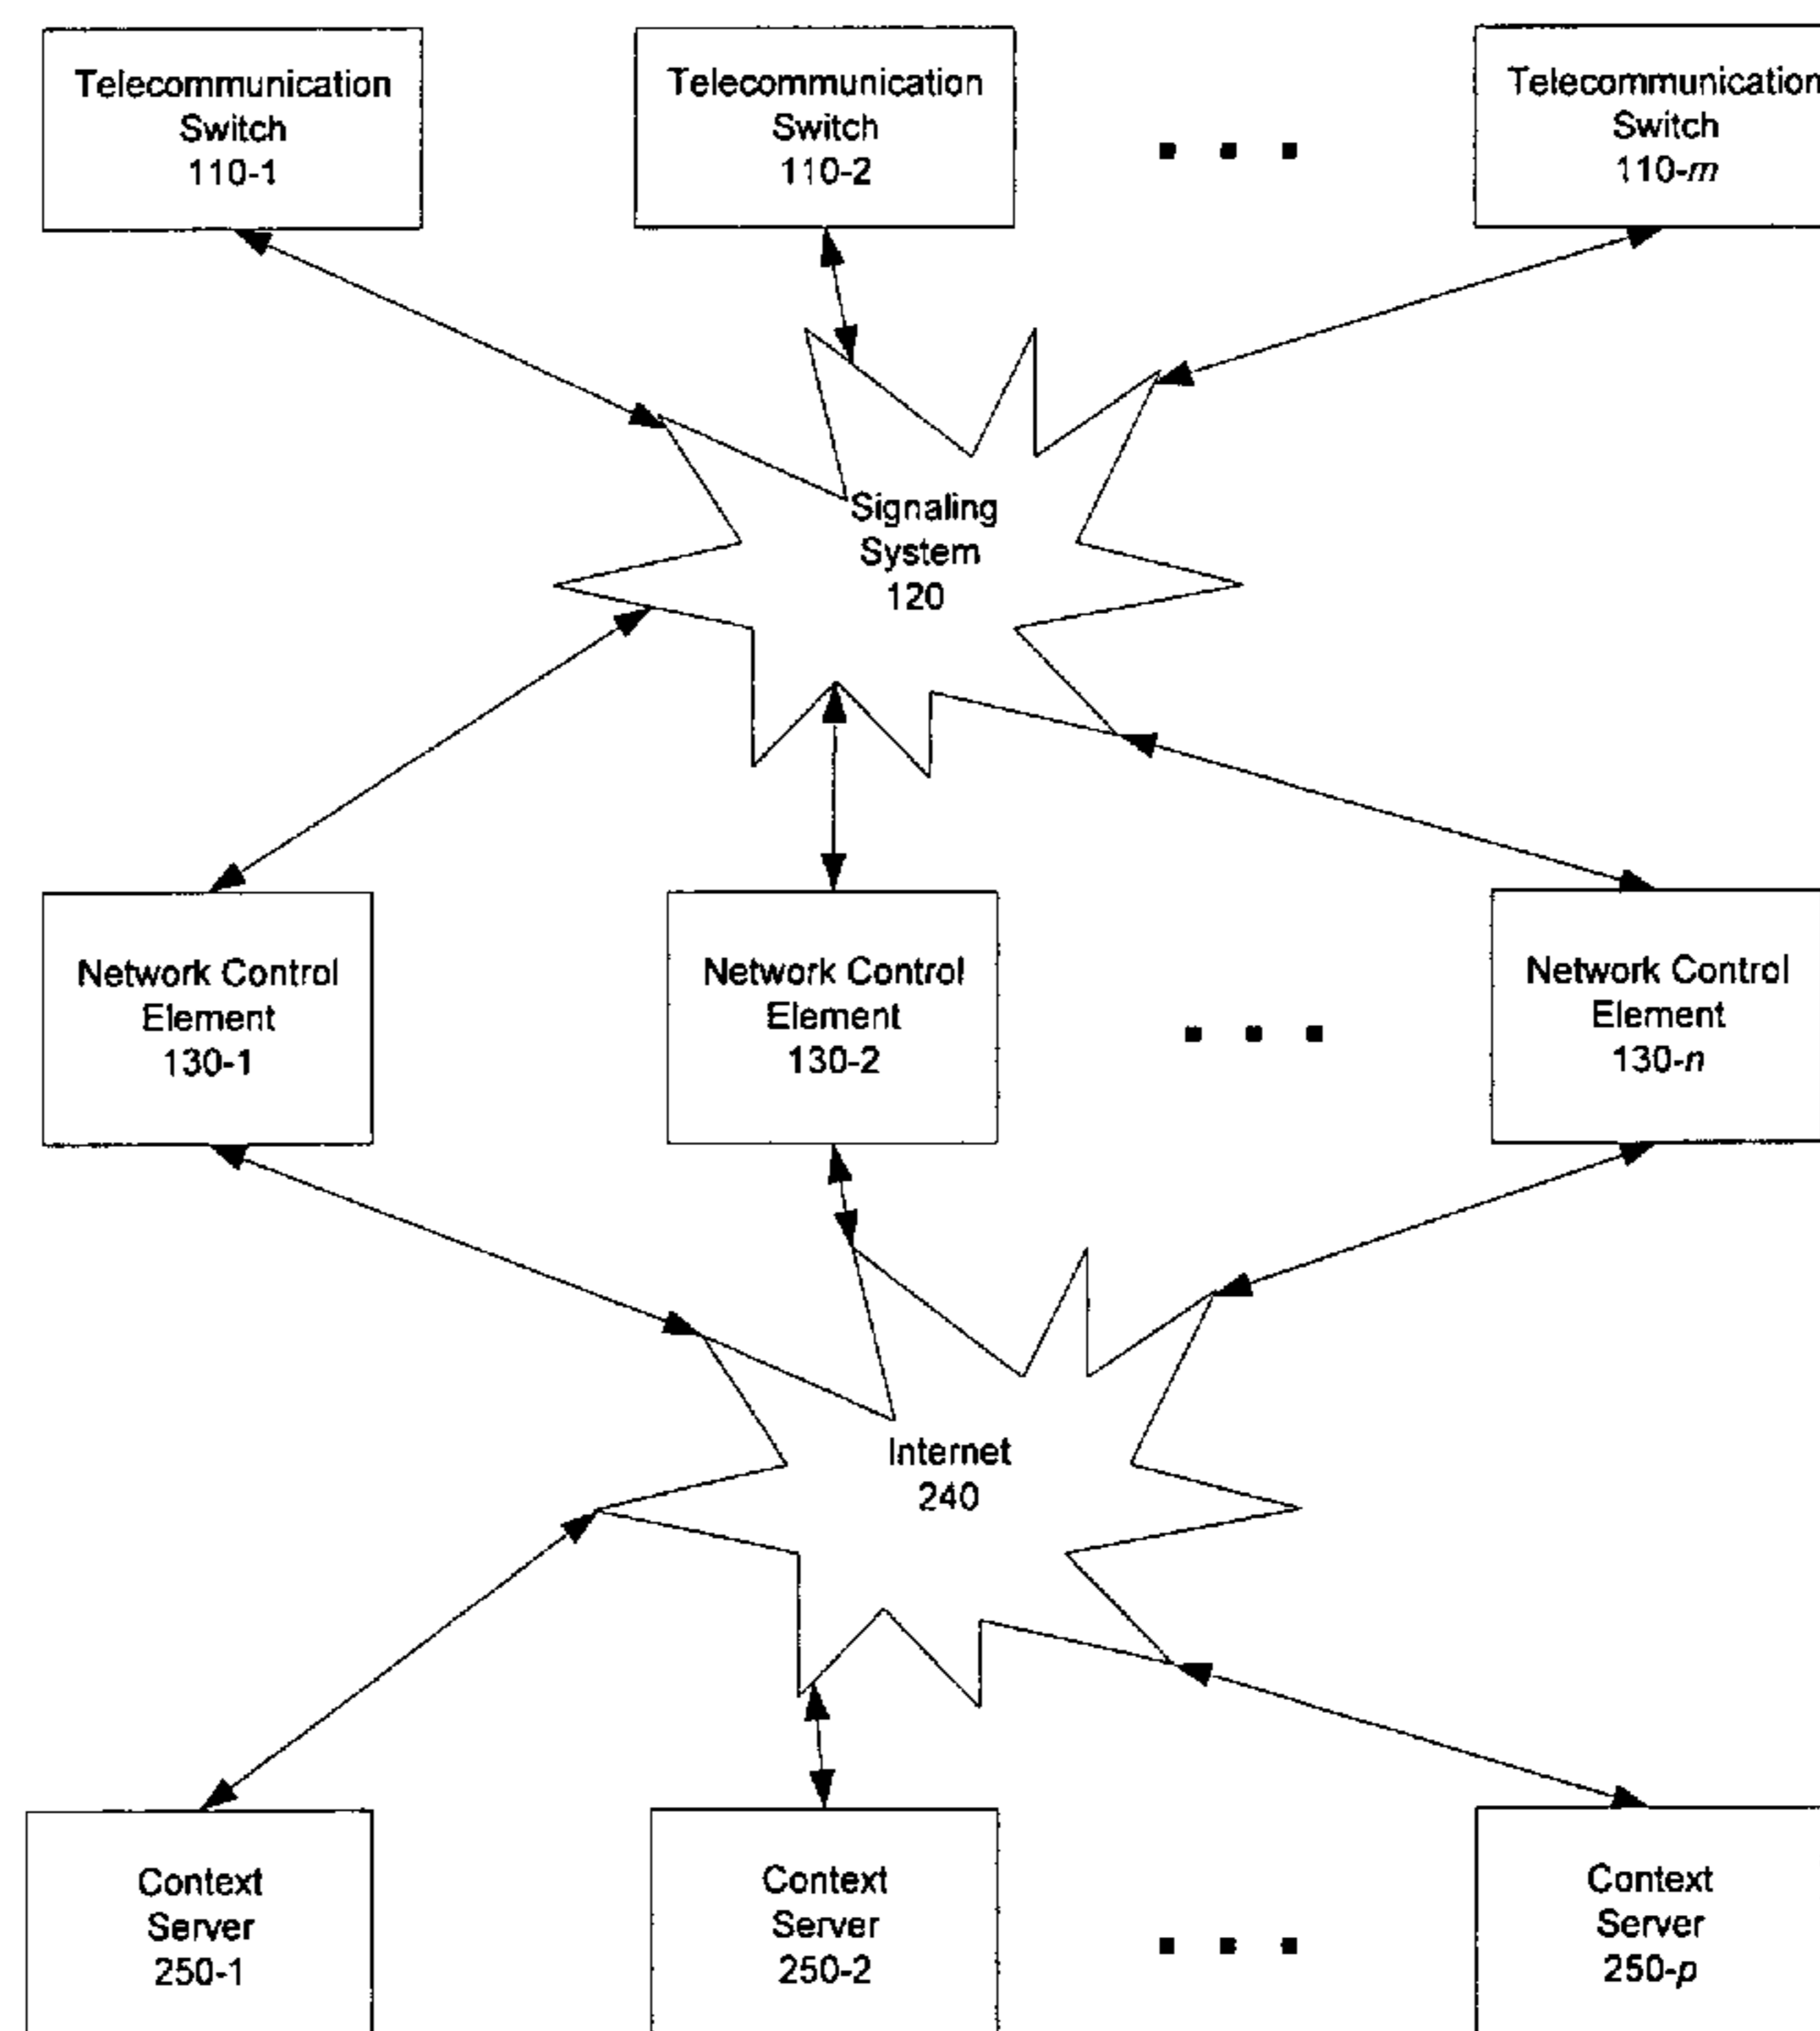 Telecommunication
Switch
110-1
Telecommunication
Switch
110-2
Telecommunication
Switch
110-m
Signaling
System
120
Network Control
Element
130-1
Network Control
Element
130-2
Network Control
Element
130-n
Internet
240
Context
Server
250-1
Context
Server
250-2
Context
Server
250-p